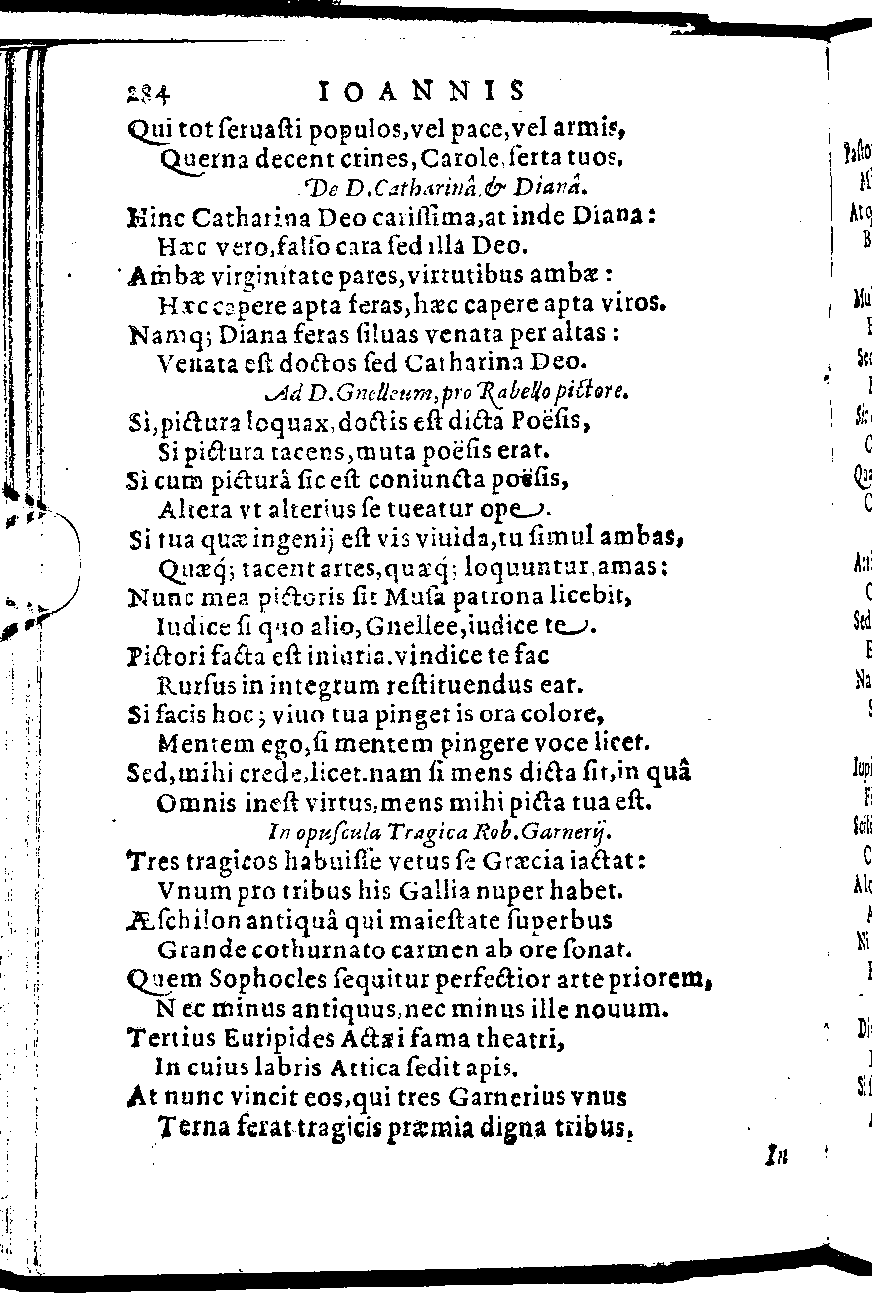 284 IOANNIS
Qui tot ſeruaſti populos, vel pace, vel armis,
Querna decent crines, Carole, ſerta tuos.
De D. Catharinâ, & Dianâ.
Hinc Catharina Deo cariſſima, at inde Diana:
Hæc vero, falſo cara ſed illa Deo.
Ambæ virginitate pares, virtutibus ambæ:
Hæc capere apta feras, hæc capere apta viros.
Namq; Diana feras ſiluas venata per altas:
Venata eſt doctos ſed Catharina Deo.
Ad D. Gnelleum, pro Rabello pictore.
Si, pictura loquax, doctis eſt dicta Poëſis,
Si pictura tacens, muta poëſis erat.
Si cum picturâ ſic eſt coniuncta poëſis,
Altera vt alterius ſe tueatur ope.
Si tua quæ ingenij eſt vis viuida, tu ſimul ambas,
Quæq́; tacent artes, quæq́; loquuntur, amas:
Nunc mea pictoris ſit Muſa patrona licebit,
Iudice ſi quo alio, Gnellee, iudice te.
Pictori facta eſt iniuria. vindice te fac
Rurſus in integrum reſtituendus eat.
Si facis hoc; viuo tua pinget is ora colore,
Mentem ego, ſi mentem pingere voce licet.
Sed, mihi crede, licet. nam ſi mens dicta ſit, in quâ
Omnis ineſt virtus, mens mihi picta tua eſt.
In opuſcula Tragica Rob. Garnerij.
Tres tragicos habuiſſe vetus ſe Græcia iactat:
Vnum pro tribus his Gallia nuper habet.
Æſchilon antiquâ qui maieſtate ſuperbus
Grande cothurnato carmen ab ore ſonat.
Quem Sophocles ſequitur perfectior arte priorem,
Nec minus antiquus, nec minus ille nouum.
Tertius Euripides Actæi fama theatri,
In cuius labris Attica ſedit apis.
At nunc vincit eos, qui tres Garnerius vnus
Terna ferat tragicis præmia digna tribus.
In